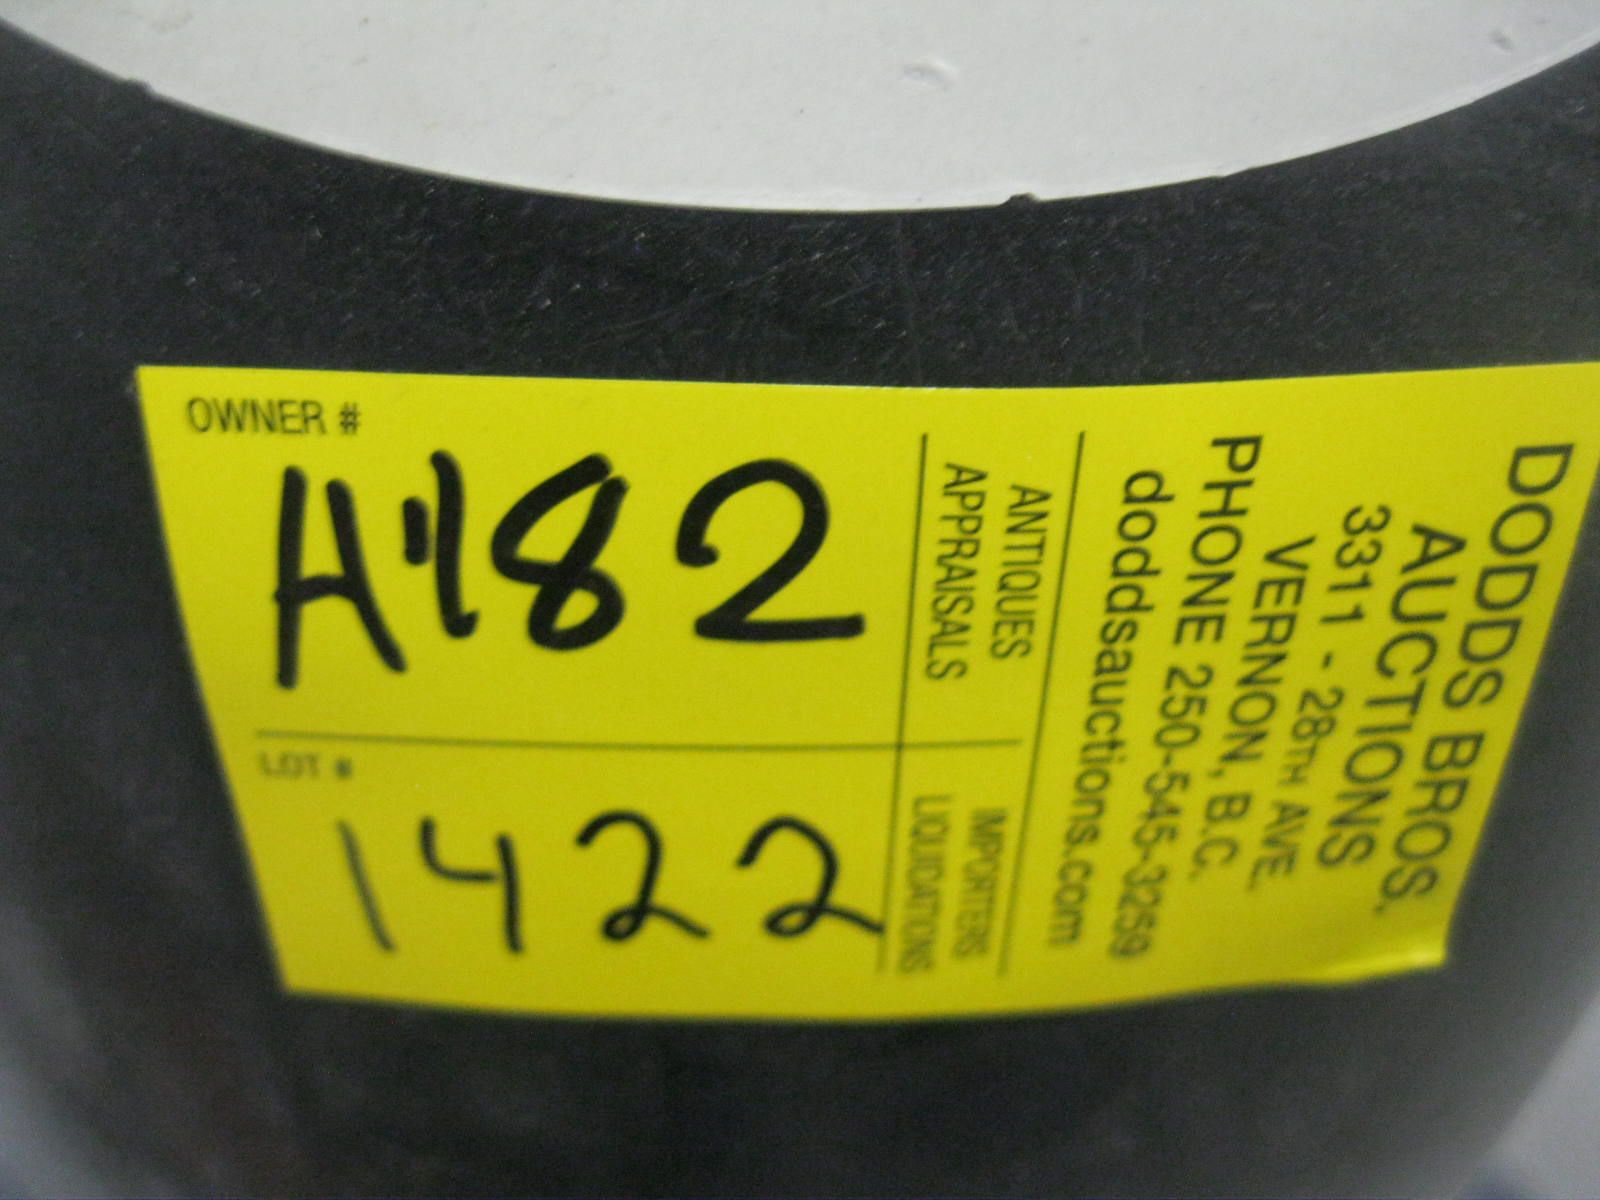 OWNER #
A-182
LOT #
1422
ANTIQUES
APPRAISALS
IMPORTERS
LIQUIDATIONS
DODDS BROS.
AUCTIONS
3311 - 28TH AVE.
VERNON, B.C.
PHONE 250-545-3259
doddsauctions.com